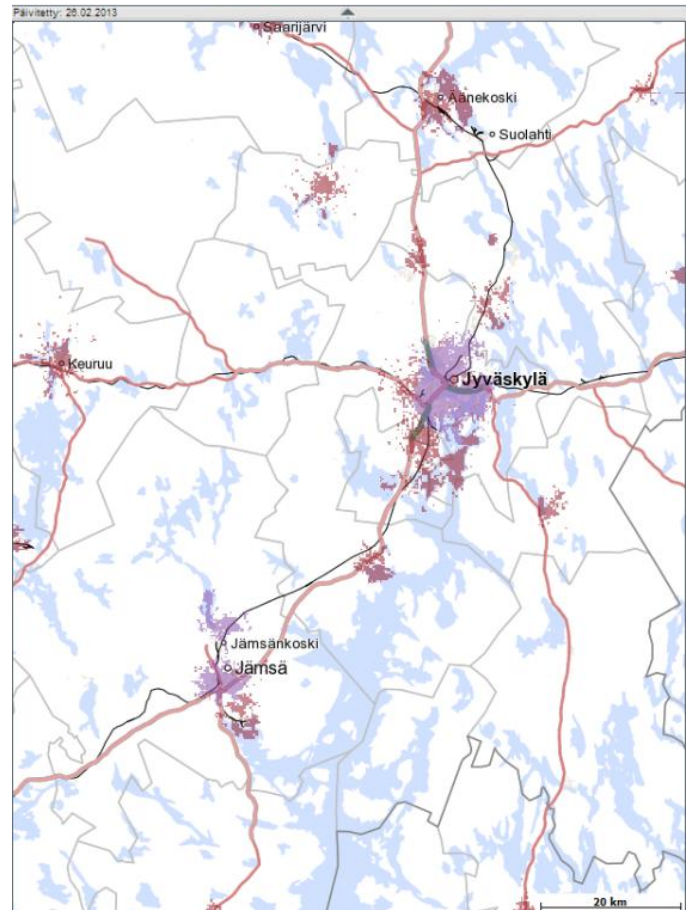 Päivitetty: 26.02.2013
Saarijärvi
Äänekoski
Suolahti
Keuruu
Jyväskylä
Jämsänkoski
Jämsä
20 km